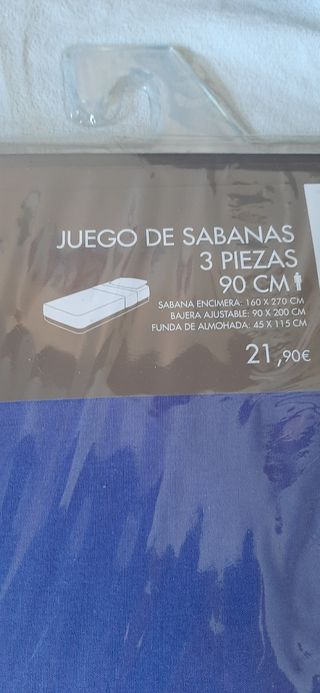 JUEGO DE SABANAS
3 PIEZAS
90 CM
SABANA ENCIMERA: 160 X 270 CM
BAJERA AJUSTABLE: 90 X 200 CM
FUNDA DE ALMOHADA: 45 X 115 CM
21,90€